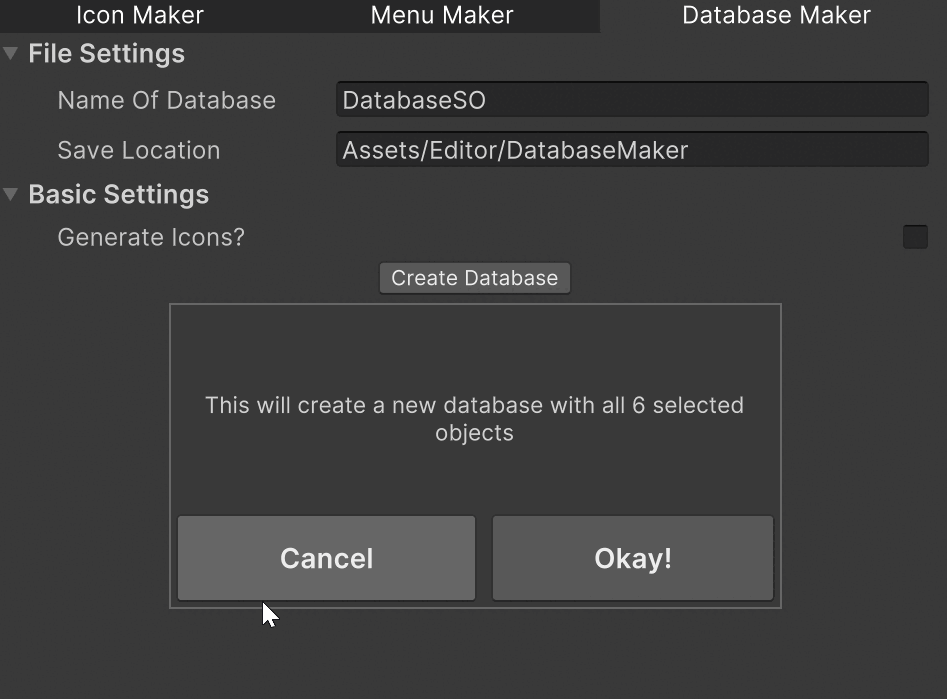 Icon Maker Menu Maker Database Maker
File Settings
Name Of Database DatabaseSO
Save Location Assets/Editor/DatabaseMaker
Basic Settings
Generate Icons?
Create Database
This will create a new database with all 6 selected
objects
Cancel Okay!